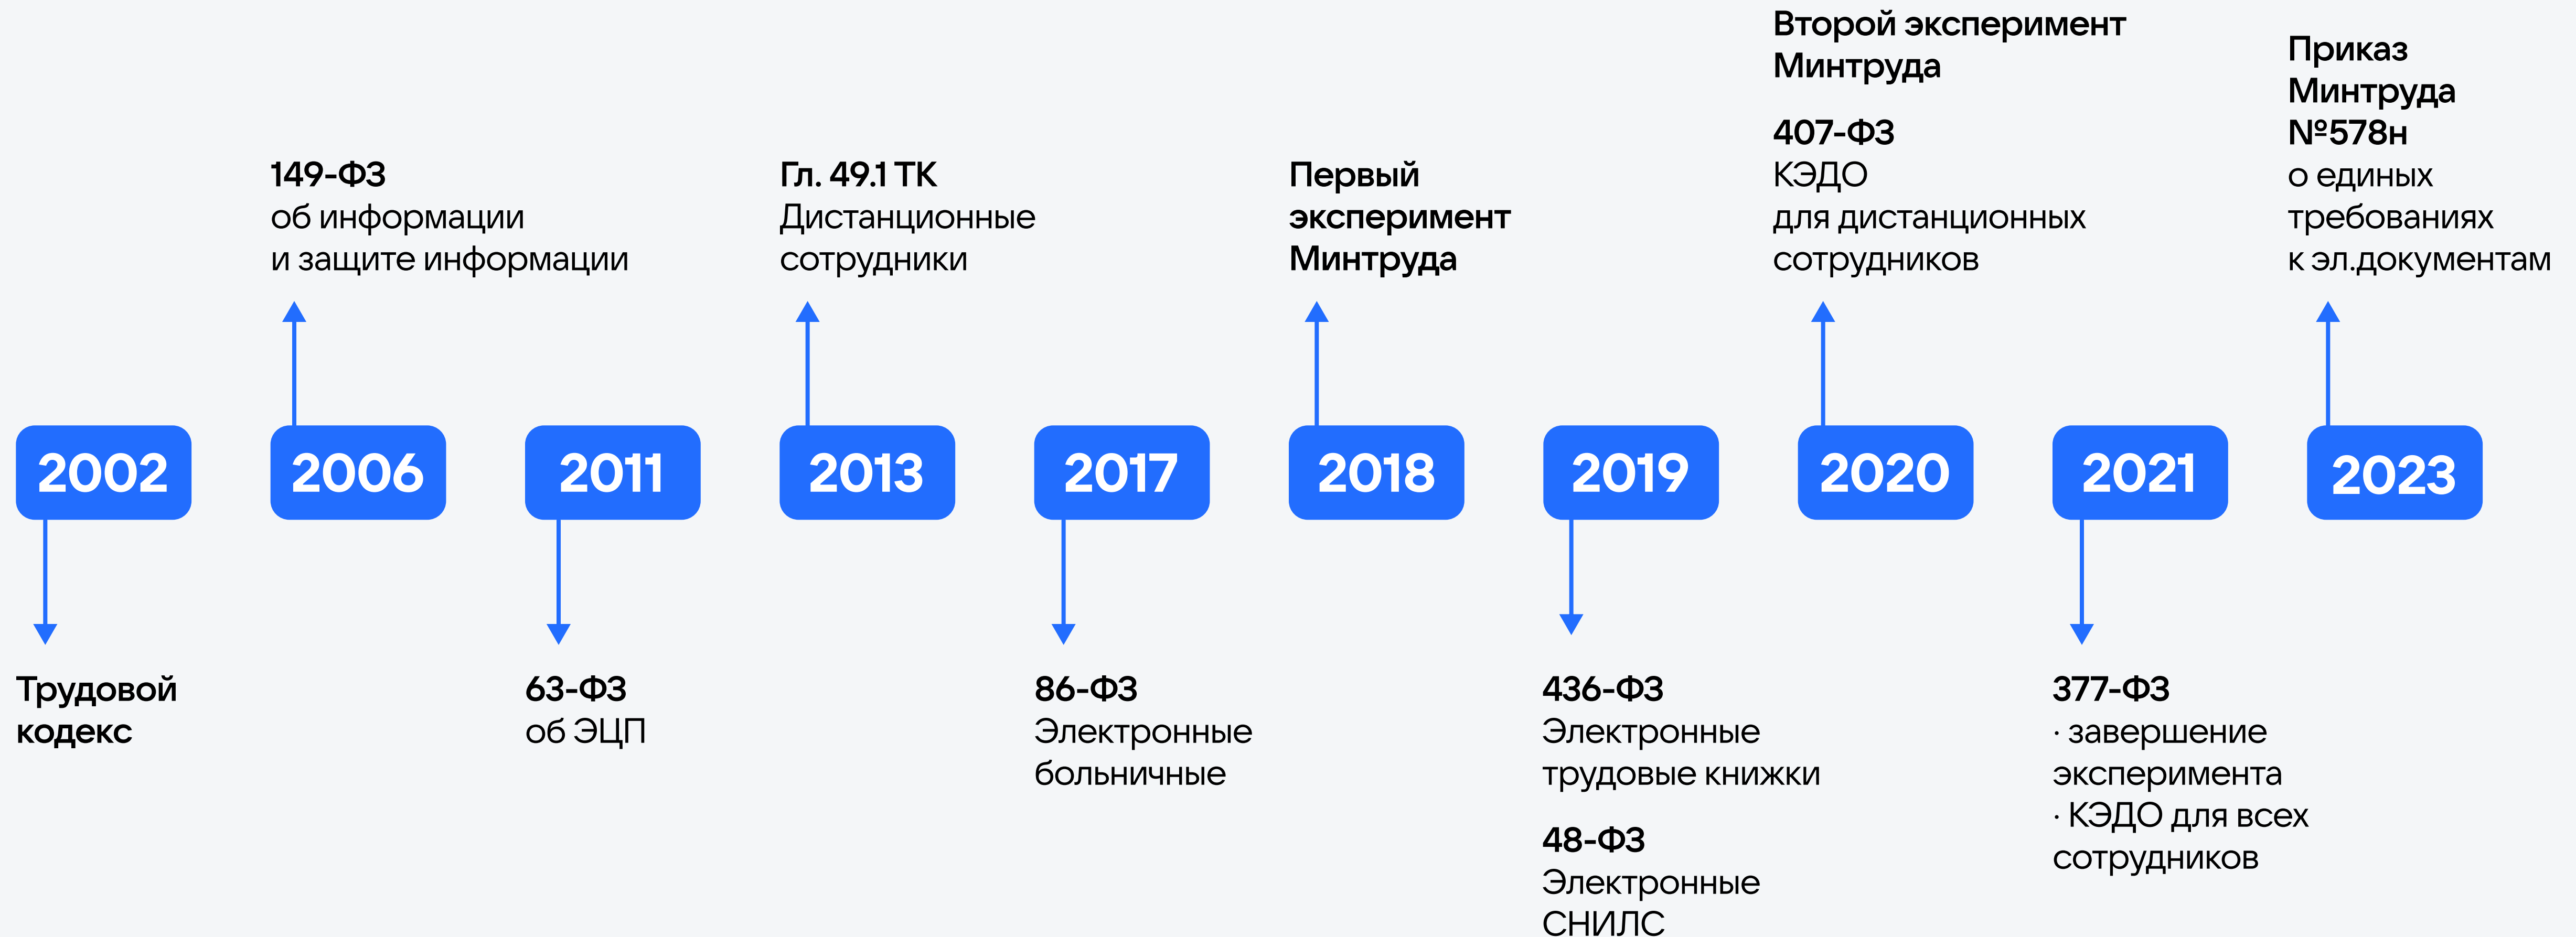 Второй эксперимент
Минтруда
407-ФЗ
КЭДО
для дистанционных
сотрудников
Приказ
Минтруда
№578н
о единых
требованиях
к эл.документам
149-ФЗ
об информации
и защите информации
Гл. 49.1 ТК
Дистанционные
сотрудники
Первый
эксперимент
Минтруда
2002
2006
2011
2013
2017
2018
2019
2020
2021
2023
Трудовой
кодекс
63-ФЗ
об ЭЦП
86-ФЗ
Электронные
больничные
436-ФЗ
Электронные
трудовые книжки
48-ФЗ
Электронные
СНИЛС
377-ФЗ
· завершение
эксперимента
· КЭДО для всех
сотрудников